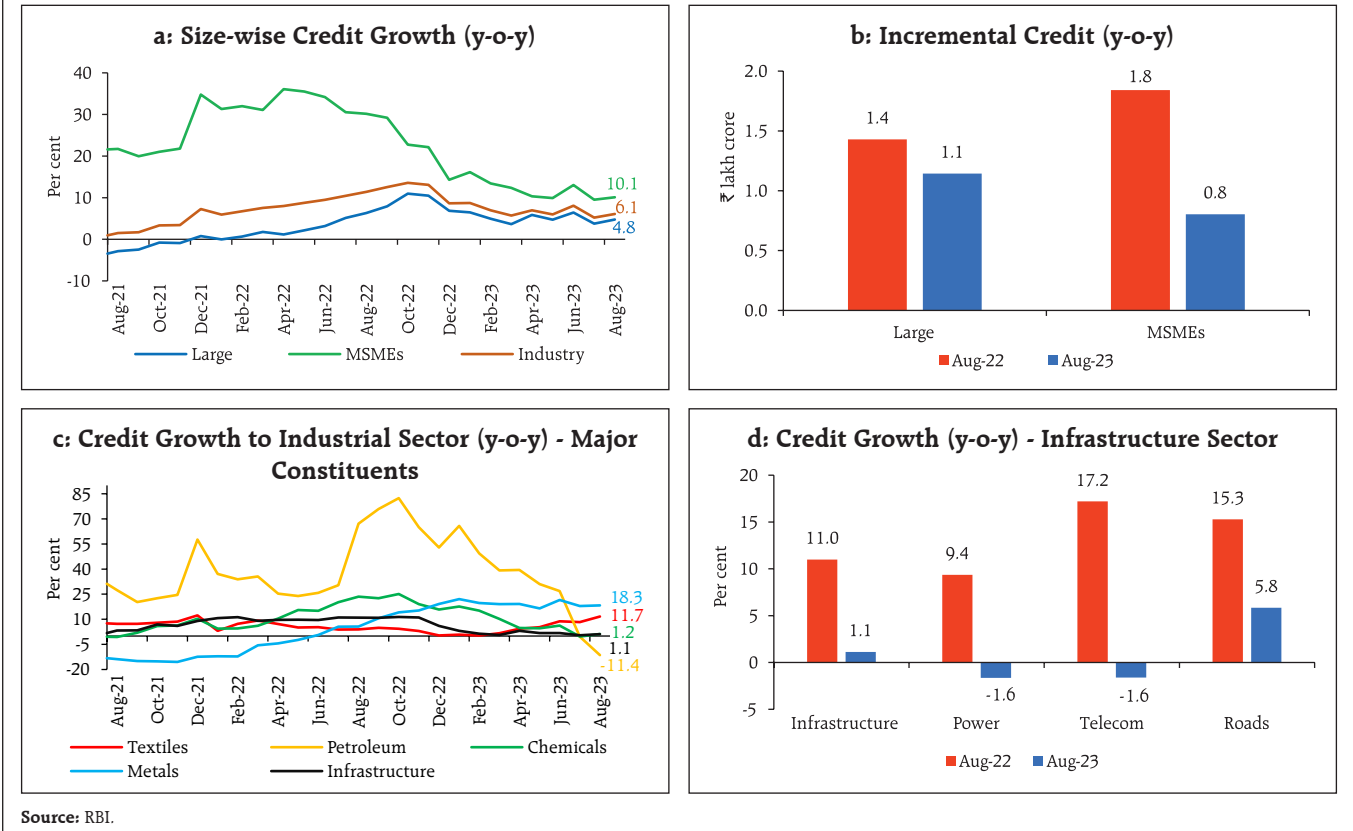 a: Size-wise Credit Growth (y-o-y)
Per cent
40
30
20
10
0
-10
10.1
6.1
4.8
Aug-21
Oct-21
Dec-21
Feb-22
Apr-22
Jun-22
Aug-22
Oct-22
Dec-22
Feb-23
Apr-23
Jun-23
Aug-23
Large MSMEs Industry
b: Incremental Credit (y-o-y)
₹ lakh crore
2.0
1.5
1.0
0.5
0.0
1.4
1.1
1.8
0.8
Large MSMEs
Aug-22 Aug-23
c: Credit Growth to Industrial Sector (y-o-y) - Major
Constituents
Per cent
85
70
55
40
25
10
-5
-20
18.3
11.7
1.2
1.1
-11.4
Aug-21
Oct-21
Dec-21
Feb-22
Apr-22
Jun-22
Aug-22
Oct-22
Dec-22
Feb-23
Apr-23
Jun-23
Aug-23
Textiles Petroleum Chemicals
Metals Infrastructure
d: Credit Growth (y-o-y) - Infrastructure Sector
Per cent
20
15
10
5
0
-5
11.0
1.1
9.4
-1.6
17.2
-1.6
15.3
5.8
Infrastructure Power Telecom Roads
Aug-22 Aug-23
Source: RBI.